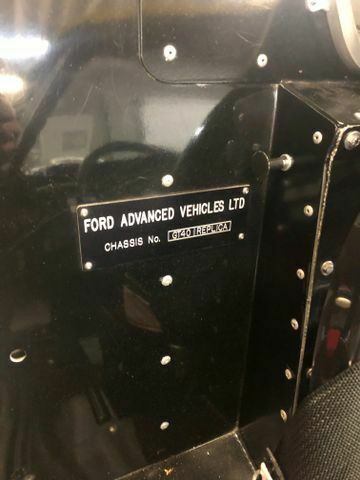 FORD ADVANCED VEHICLES LTD
CHASSIS No. GT40 REPLICA